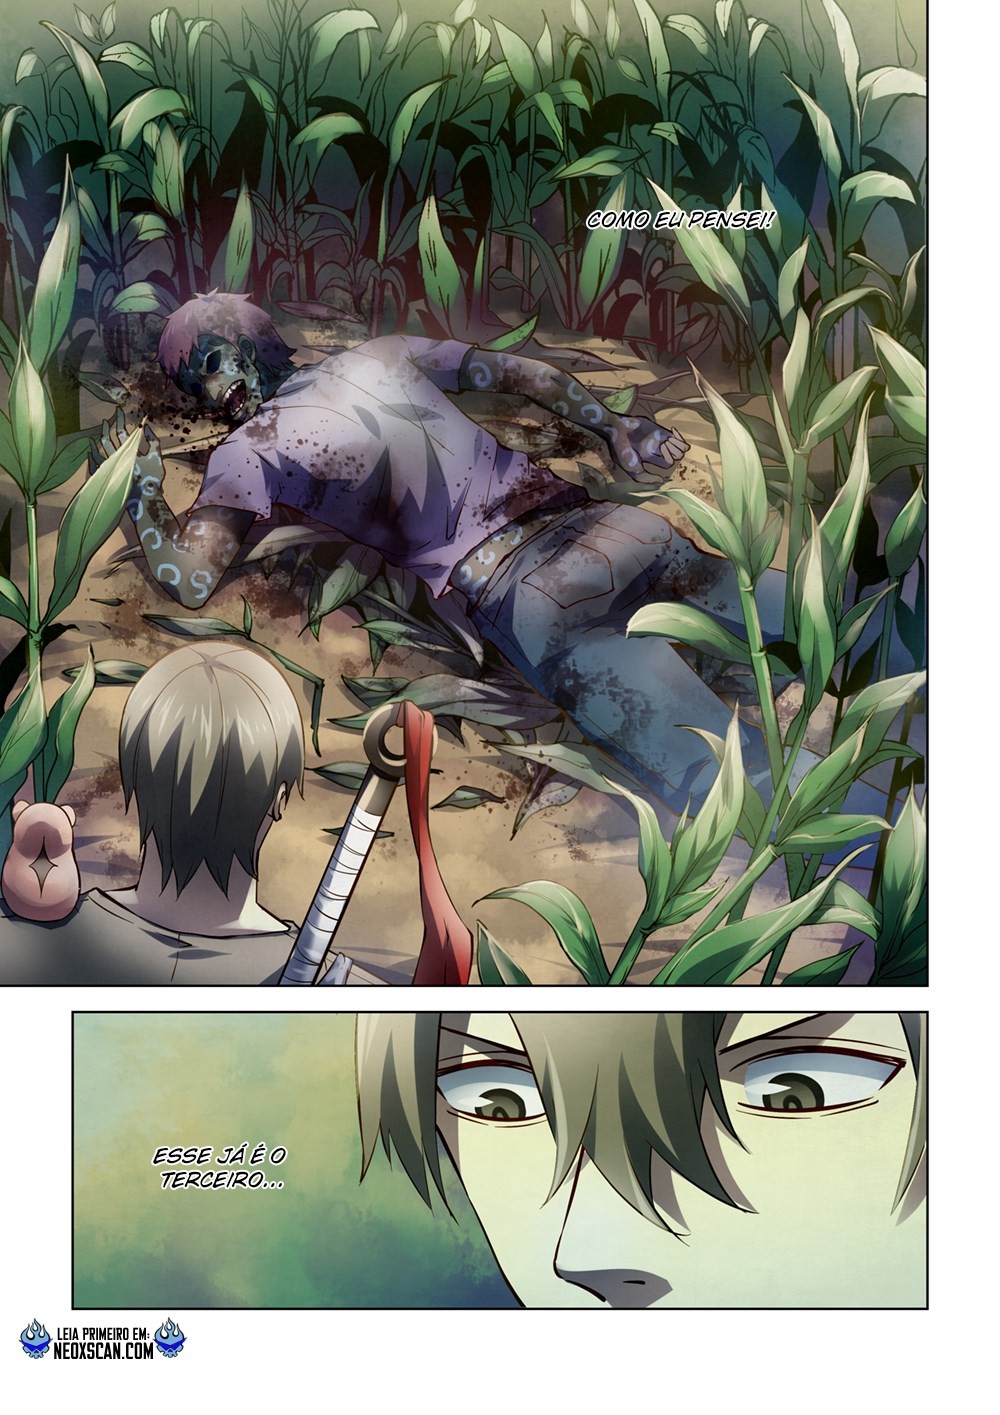 COMO EU PENSEI!
ESSE JÁ É O
TERCEIRO...
LEIA PRIMEIRO EM:
NEOXSCAN.COM